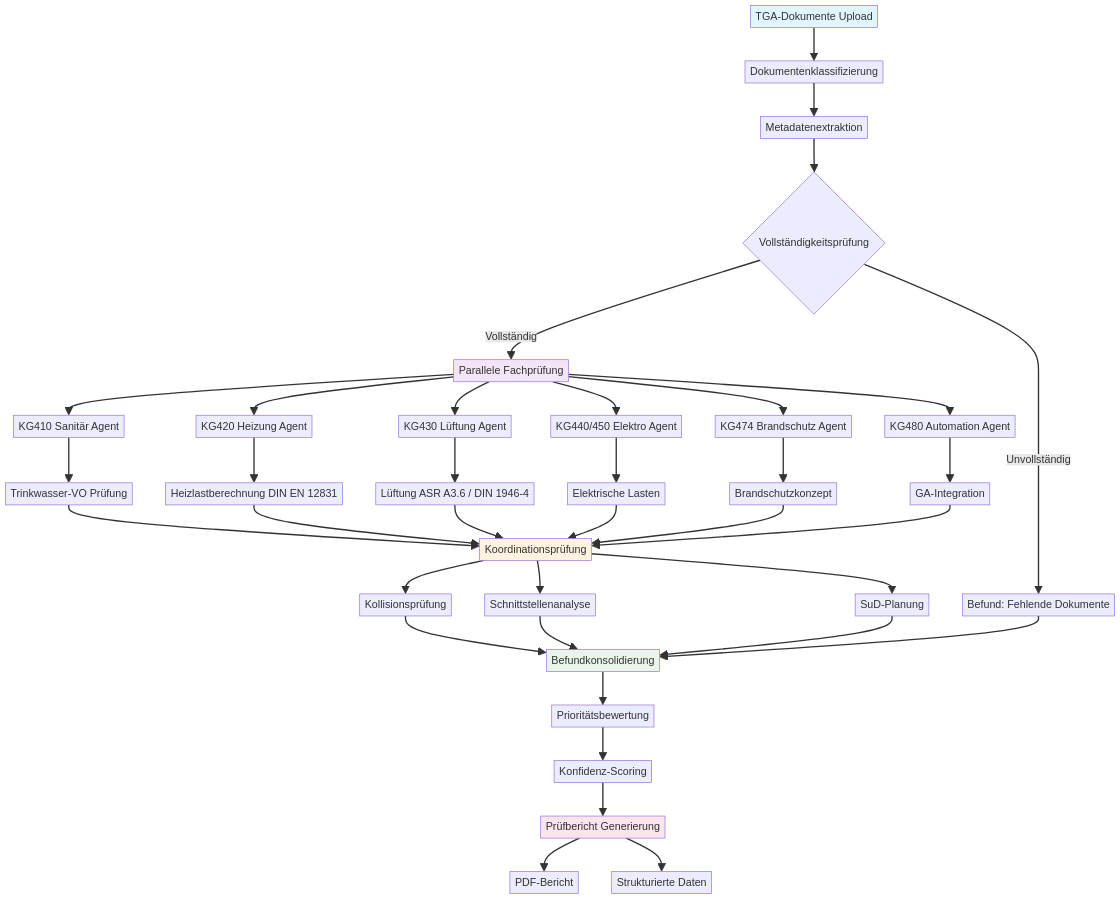 TGA-Dokumente Upload
Dokumentenklassifizierung
Metadatenextraktion
Vollständigkeitsprüfung
Vollständig
Parallele Fachprüfung
KG410 Sanitär Agent
KG420 Heizung Agent
KG430 Lüftung Agent
KG440/450 Elektro Agent
KG474 Brandschutz Agent
KG480 Automation Agent
Unvollständig
Trinkwasser-VO Prüfung
Heizlastberechnung DIN EN 12831
Lüftung ASR A3.6 / DIN 1946-4
Elektrische Lasten
Brandschutzkonzept
GA-Integration
Koordinationsprüfung
Kollisionsprüfung
Schnittstellenanalyse
SuD-Planung
Befund: Fehlende Dokumente
Befundkonsolidierung
Prioritätsbewertung
Konfidenz-Scoring
Prüfbericht Generierung
PDF-Bericht
Strukturierte Daten